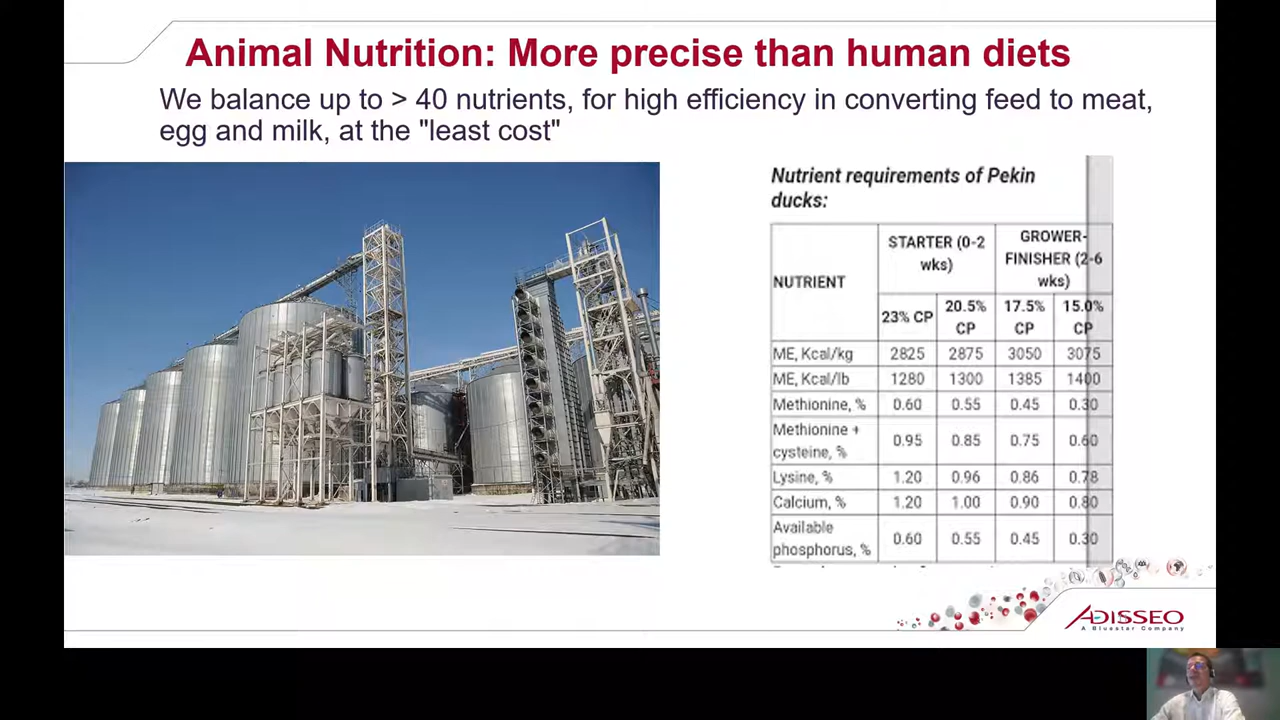 Animal Nutrition: More precise than human diets
We balance up to > 40 nutrients, for high efficiency in converting feed to meat,
egg and milk, at the "least cost"
Nutrient requirements of Pekin
ducks:
NUTRIENT
STARTER (0-2
wks)
GROWER-
FINISHER (2-6
wks)
23% CP
20.5%
CP
17.5%
CP
15.0%
CP
ME, Kcal/kg 2825 2875 3050 3075
ME, Kcal/lb 1280 1300 1385 1400
Methionine, % 0.60 0.55 0.45 0.30
Methionine +
cysteine, % 0.95 0.85 0.75 0.60
Lysine, % 1.20 0.96 0.86 0.78
Calcium, % 1.20 1.00 0.90 0.80
Available
phosphorus, % 0.60 0.55 0.45 0.30
ADISSEO
A Bluestar Company